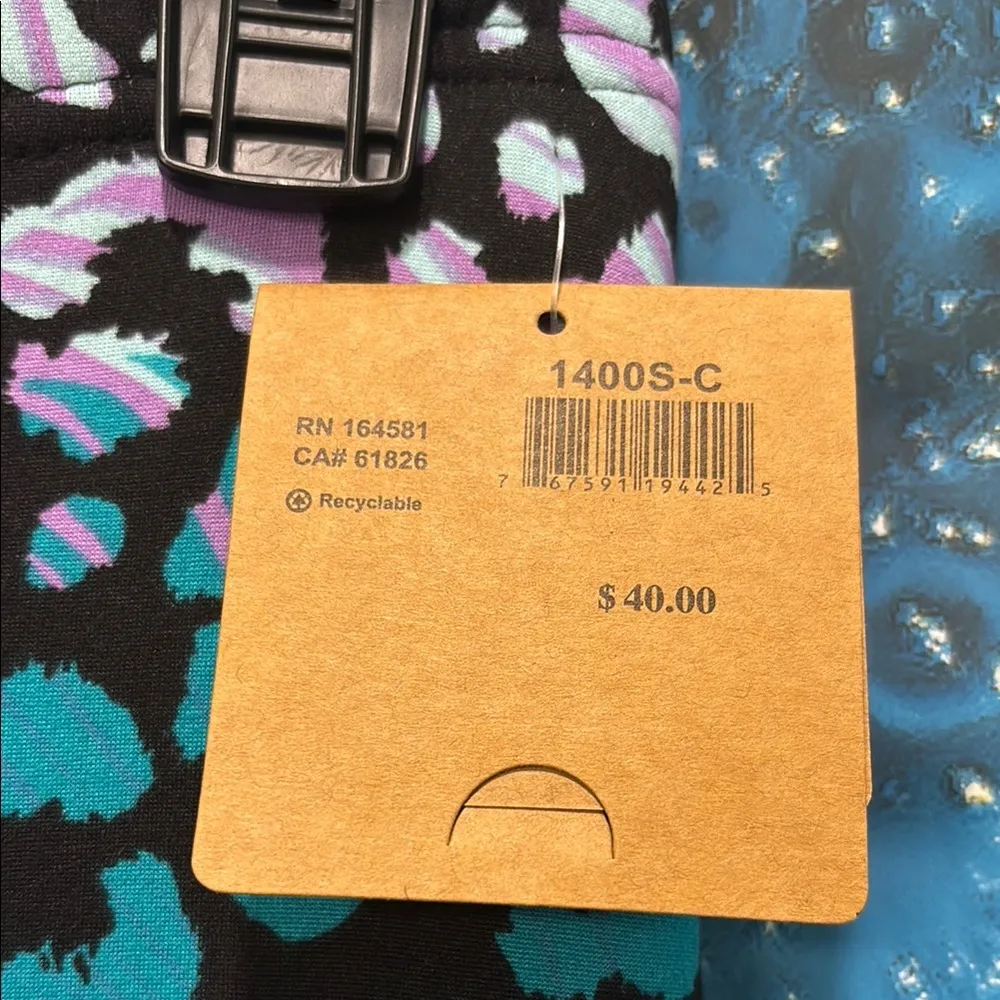 1400S-C
RN 164581
CA# 61826
Recyclable
7 67591 19442 5
$ 40.00